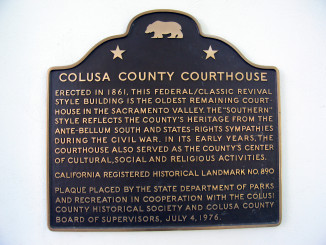 COLUSA COUNTY COURTHOUSE
ERECTED IN 1861, THIS FEDERAL/CLASSIC REVIVAL
STYLE BUILDING IS THE OLDEST REMAINING COURT-
HOUSE IN THE SACRAMENTO VALLEY. THE "SOUTHERN"
STYLE REFLECTS THE COUNTY'S HERITAGE FROM THE
ANTE-BELLUM SOUTH AND STATES-RIGHTS SYMPATHIES
DURING THE CIVIL WAR. IN ITS EARLY YEARS, THE
COURTHOUSE ALSO SERVED AS THE COUNTY'S CENTER
OF CULTURAL, SOCIAL AND RELIGIOUS ACTIVITIES.
CALIFORNIA REGISTERED HISTORICAL LANDMARK NO. 890
PLAQUE PLACED BY THE STATE DEPARTMENT OF PARKS
AND RECREATION IN COOPERATION WITH THE COLUSI
COUNTY HISTORICAL SOCIETY AND COLUSA COUNTY
BOARD OF SUPERVISORS, JULY 4, 1976.